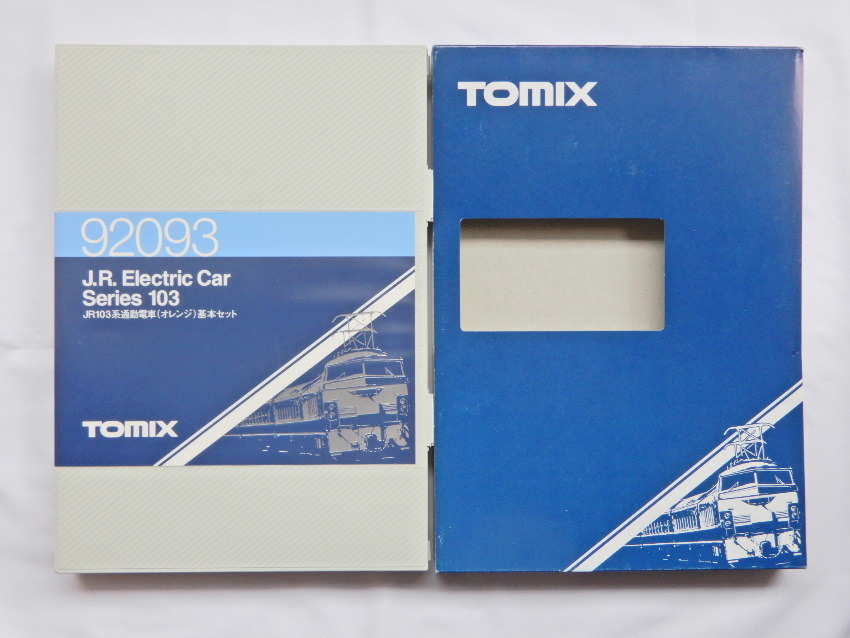 92093
J.R. Electric Car
Series 103
JR103系通勤電車(オレンジ)基本セット
TOMIX
TOMIX